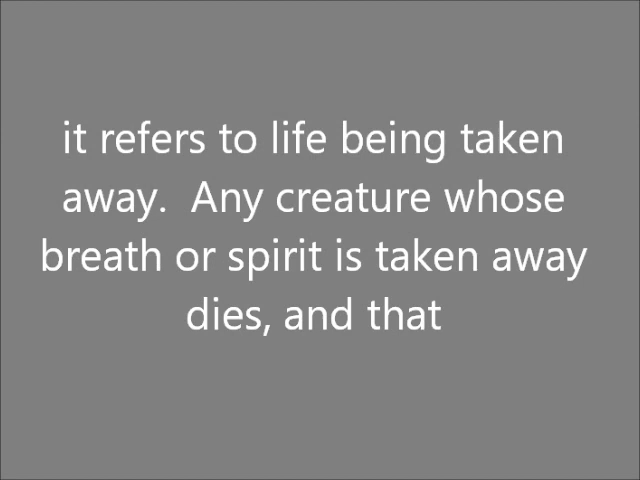 it refers to life being taken
away.  Any creature whose
breath or spirit is taken away
dies, and that